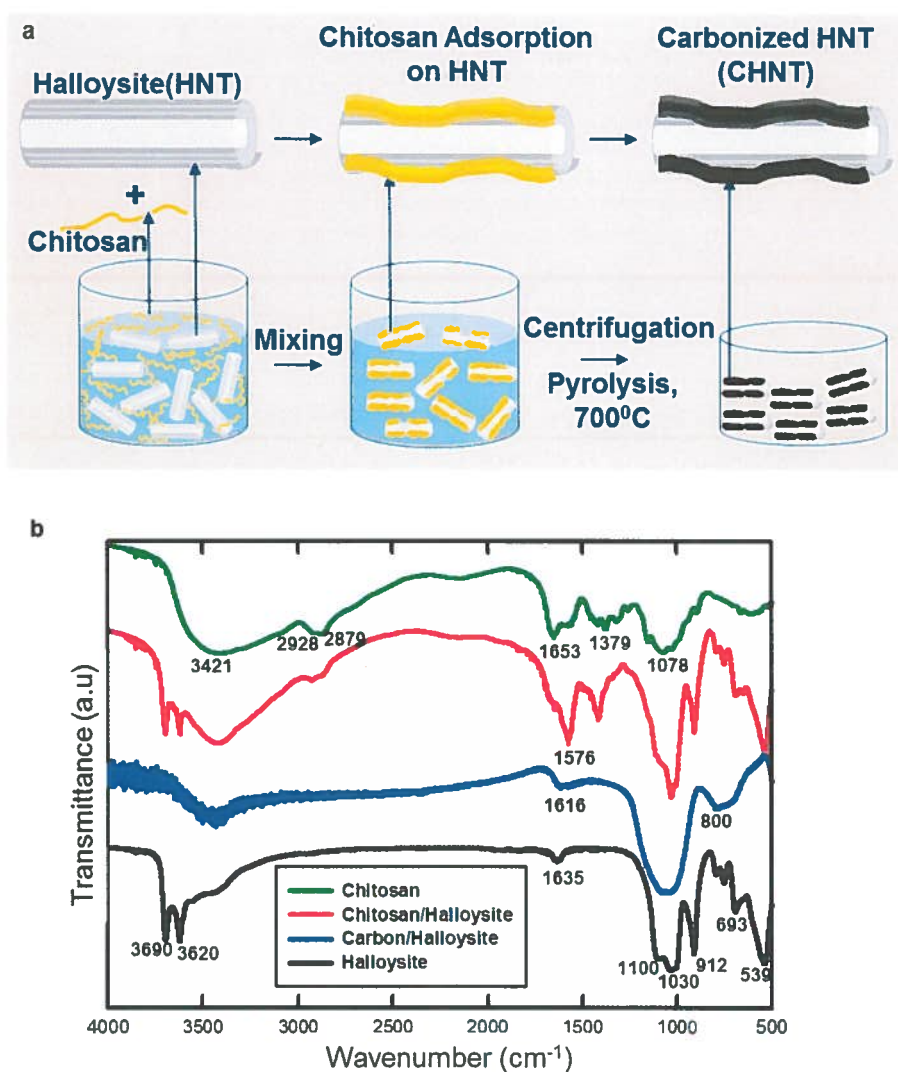 a
Halloysite(HNT)
Chitosan Adsorption
on HNT
Carbonized HNT
(CHNT)
+
Chitosan
Mixing
Centrifugation
Pyrolysis,
700⁰C
b
Transmittance (a.u)
3421
2928
2879
1653
1379
1078
1576
1616
800
1635
3690
3620
1100
1030
912
693
539
Chitosan
Chitosan/Halloysite
Carbon/Halloysite
Halloysite
4000 3500 3000 2500 2000 1500 1000 500
Wavenumber (cm⁻¹)